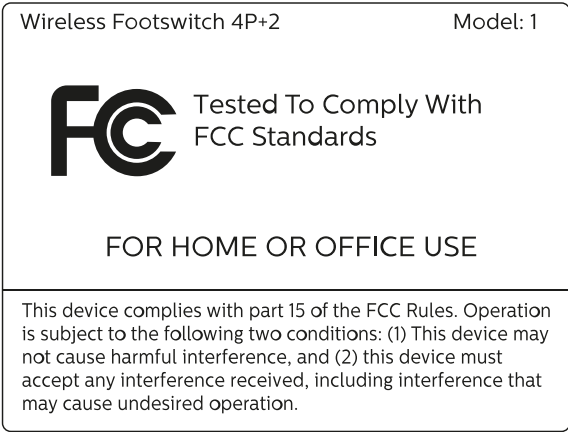 Wireless Footswitch 4P+2 Model: 1
FC
Tested To Comply With
FCC Standards
FOR HOME OR OFFICE USE
This device complies with part 15 of the FCC Rules. Operation
is subject to the following two conditions: (1) This device may
not cause harmful interference, and (2) this device must
accept any interference received, including interference that
may cause undesired operation.